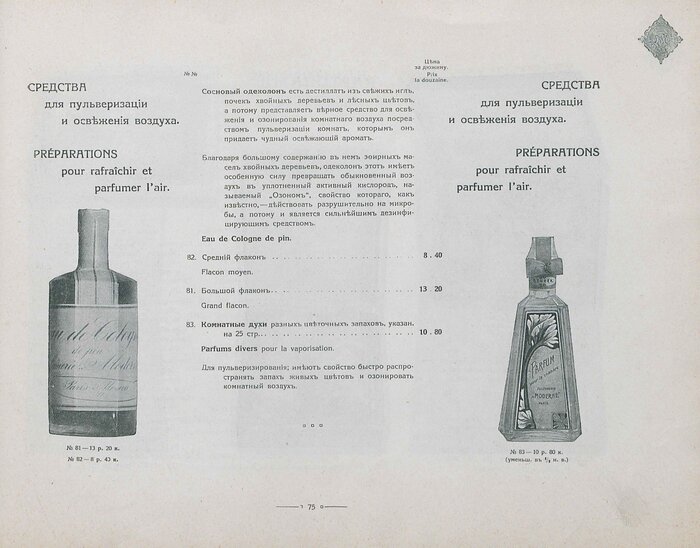 №№
Цѣна
за дюжину.
Prix
la douzaine.
СРЕДСТВА
для пульверизаціи
и освѣженія воздуха.
PRÉPARATIONS
pour rafraîchir et
parfumer l'air.
Сосновый одеколонъ есть дестиллатъ изъ свѣжихъ иглъ,
почекъ хвойныхъ деревьевъ и лѣсныхъ цвѣтовъ,
а потому представляетъ вѣрное средство для освѣ-
женія и озонированія комнатнаго воздуха посред-
ствомъ пульверизаціи комнатъ, которымъ онъ
придаетъ чудный освѣжающій ароматъ.
Благодаря большому содержанію въ немъ эѳирныхъ ма-
селъ хвойныхъ деревьевъ, одеколонъ этотъ имѣетъ
особенную силу превращать обыкновенный воз-
духъ въ уплотненный активный кислородъ, на-
зываемый „Озономъ“, свойство котораго, какъ
извѣстно,—дѣйствовать разрушительно на микро-
бы, а потому и является сильнѣйшимъ дезинфи-
цирующимъ средствомъ.
Eau de Cologne de pin.
82. Средній флаконъ 8 . 40
Flacon moyen.
81. Большой флаконъ 13 . 20
Grand flacon.
83. Комнатные духи разныхъ цвѣточныхъ запаховъ, указан.
на 25 стр. 10 . 80
Parfums divers pour la vaporisation.
Для пульверизированія; имѣютъ свойство быстро распро-
странять запахъ живыхъ цвѣтовъ и озонировать
комнатный воздухъ.
СРЕДСТВА
для пульверизаціи
и освѣженія воздуха.
PRÉPARATIONS
pour rafraîchir et
parfumer l'air.
de Cologne
de pin
№ 81—13 р. 20 к.
№ 82—8 р. 40 к.
PARFUM
„MODERNE“
PARIS
№ 83—10 р. 80 к.
75